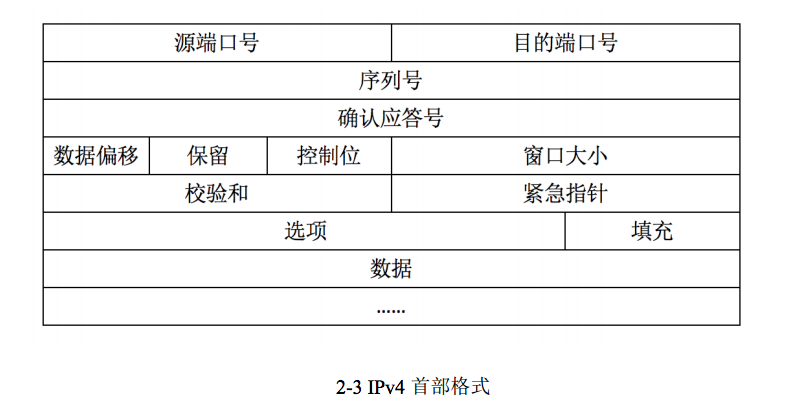 源端口号 目的端口号
序列号
确认应答号
数据偏移 保留 控制位 窗口大小
校验和 紧急指针
选项 填充
数据
......
2-3 IPv4 首部格式